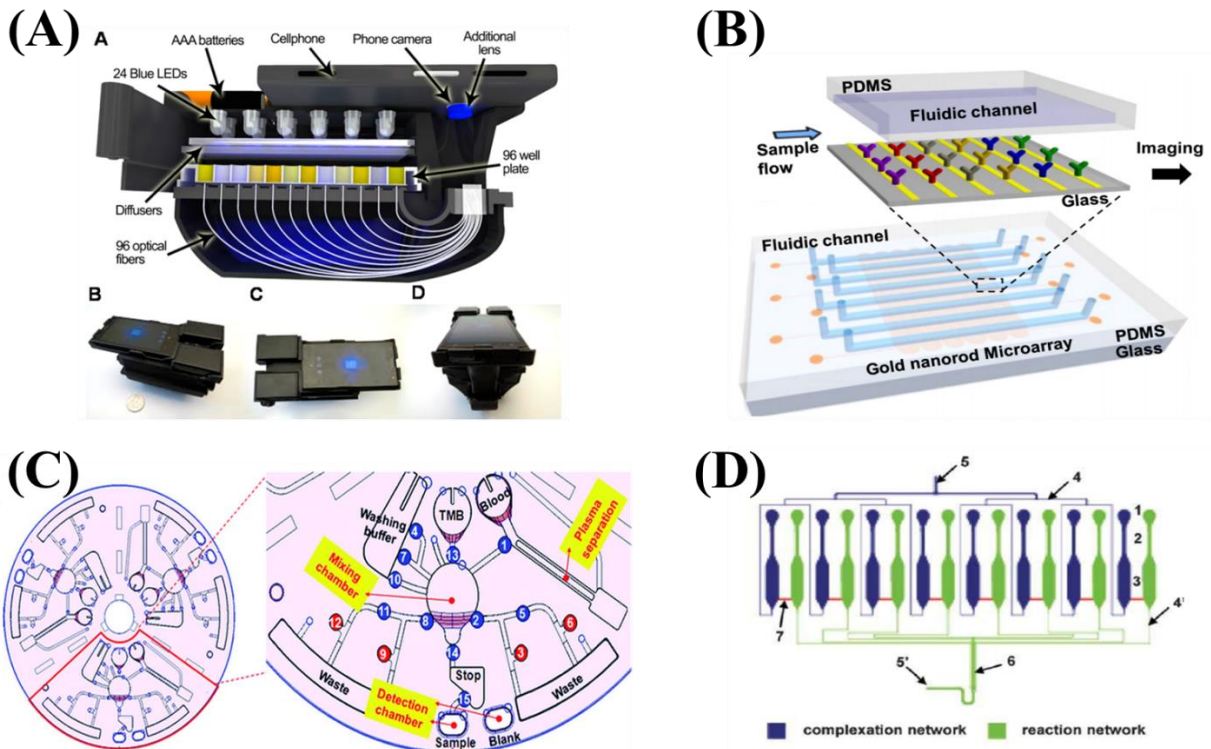 (A)
A
AAA batteries
Cellphone
Phone camera
Additional
lens
24 Blue LEDs
96 well
plate
Diffusers
96 optical
fibers
B
C
D
(B)
PDMS
Fluidic channel
Sample
flow
Imaging
Glass
Fluidic channel
Gold nanorod Microarray
PDMS
Glass
(C)
Washing
buffer
TMB
Blood
Plasma
separation
Mixing
chamber
4
7
13
1
10
11
8
2
5
12
6
9
14
3
Waste
Stop
Waste
Detection
chamber
15
Sample
Blank
(D)
5
4
1
2
3
7
4'
5'
6
complexation network
reaction network